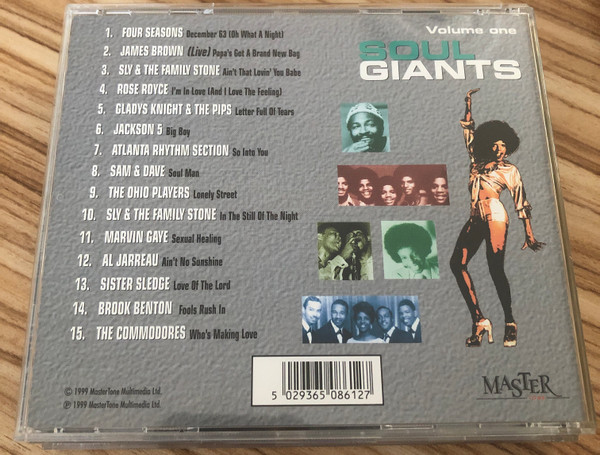 Volume one
SOUL
GIANTS
1. FOUR SEASONS December 63 (Oh What A Night)
2. JAMES BROWN (Live) Papa's Got A Brand New Bag
3. SLY & THE FAMILY STONE Ain't That Lovin' You Babe
4. ROSE ROYCE I'm In Love (And I Love The Feeling)
5. GLADYS KNIGHT & THE PIPS Letter Full Of Tears
6. JACKSON 5 Big Boy
7. ATLANTA RHYTHM SECTION So Into You
8. SAM & DAVE Soul Man
9. THE OHIO PLAYERS Lonely Street
10. SLY & THE FAMILY STONE In The Still Of The Night
11. MARVIN GAYE Sexual Healing
12. AL JARREAU Ain't No Sunshine
13. SISTER SLEDGE Love Of The Lord
14. BROOK BENTON Fools Rush In
15. THE COMMODORES Who's Making Love
© 1999 MasterTone Multimedia Ltd.
℗ 1999 MasterTone Multimedia Ltd.
5 029365 086127
MASTER